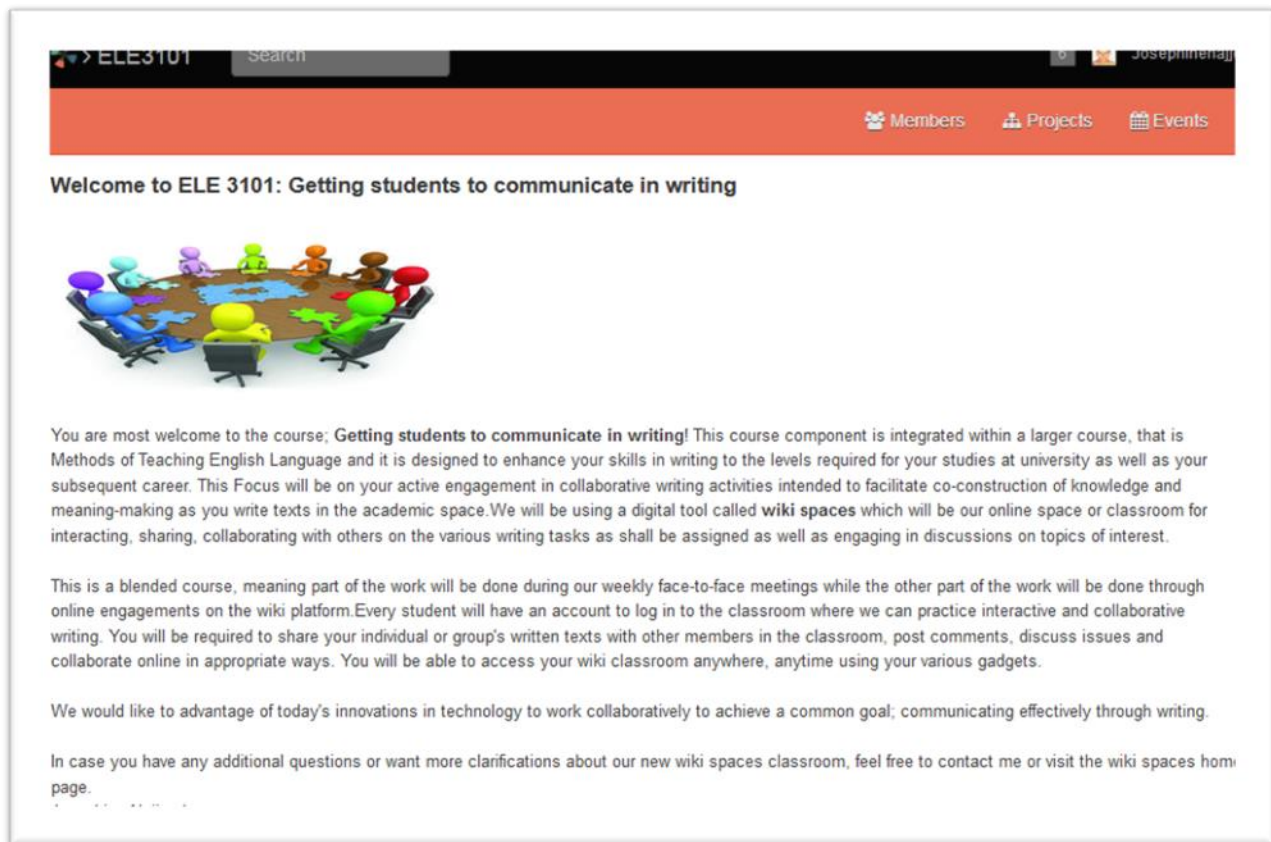 > ELE3101 Search 6
Members Projects Events
Welcome to ELE 3101: Getting students to communicate in writing
You are most welcome to the course; Getting students to communicate in writing! This course component is integrated within a larger course, that is
Methods of Teaching English Language and it is designed to enhance your skills in writing to the levels required for your studies at university as well as your
subsequent career. This Focus will be on your active engagement in collaborative writing activities intended to facilitate co-construction of knowledge and
meaning-making as you write texts in the academic space.We will be using a digital tool called wiki spaces which will be our online space or classroom for
interacting, sharing, collaborating with others on the various writing tasks as shall be assigned as well as engaging in discussions on topics of interest.
This is a blended course, meaning part of the work will be done during our weekly face-to-face meetings while the other part of the work will be done through
online engagements on the wiki platform.Every student will have an account to log in to the classroom where we can practice interactive and collaborative
writing. You will be required to share your individual or group's written texts with other members in the classroom, post comments, discuss issues and
collaborate online in appropriate ways. You will be able to access your wiki classroom anywhere, anytime using your various gadgets.
We would like to advantage of today's innovations in technology to work collaboratively to achieve a common goal; communicating effectively through writing.
In case you have any additional questions or want more clarifications about our new wiki spaces classroom, feel free to contact me or visit the wiki spaces home
page.